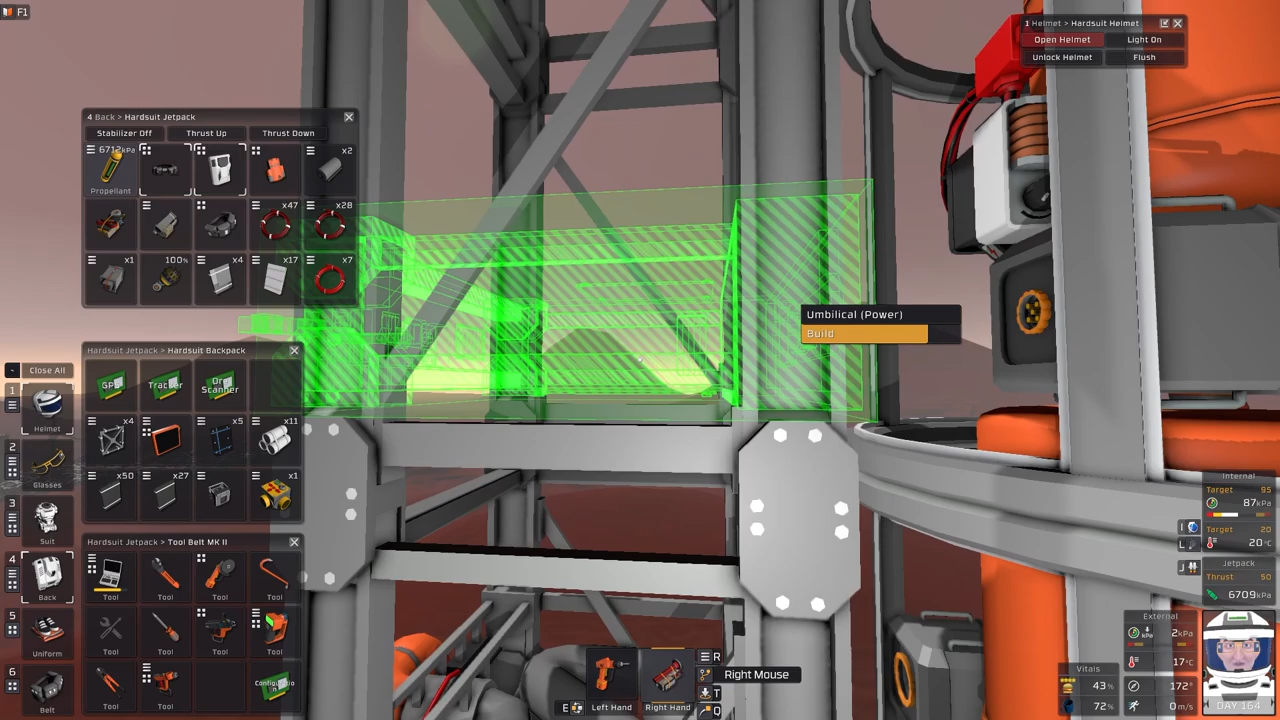 F1
1 Helmet > Hardsuit Helmet
Open Helmet
Light On
Unlock Helmet
Flush
4 Back > Hardsuit Jetpack
Stabilizer Off
Thrust Up
Thrust Down
6712kPa
x2
Propellant
x47
x28
x1
100%
x4
x17
x7
Umbilical (Power)
Build
Hardsuit Jetpack > Hardsuit Backpack
GPS
Tracker
Ore Scanner
x4
x5
x11
x50
x27
x1
Hardsuit Jetpack > Tool Belt MK II
Tool
Tool
Tool
Tool
Tool
Tool
Tool
Tool
Tool
Tool
Configuration
Close All
1
Helmet
2
Glasses
3
Suit
4
Back
5
Uniform
6
Belt
E
Left Hand
Right Hand
R
T
Q
Right Mouse
Internal
Target 95
87kPa
Target 20
20°C
I
L
J
Jetpack
Thrust 50
6709kPa
External
kPa
2kPa
17°C
172°
0m/s
Vitals
43%
72%
DAY 164